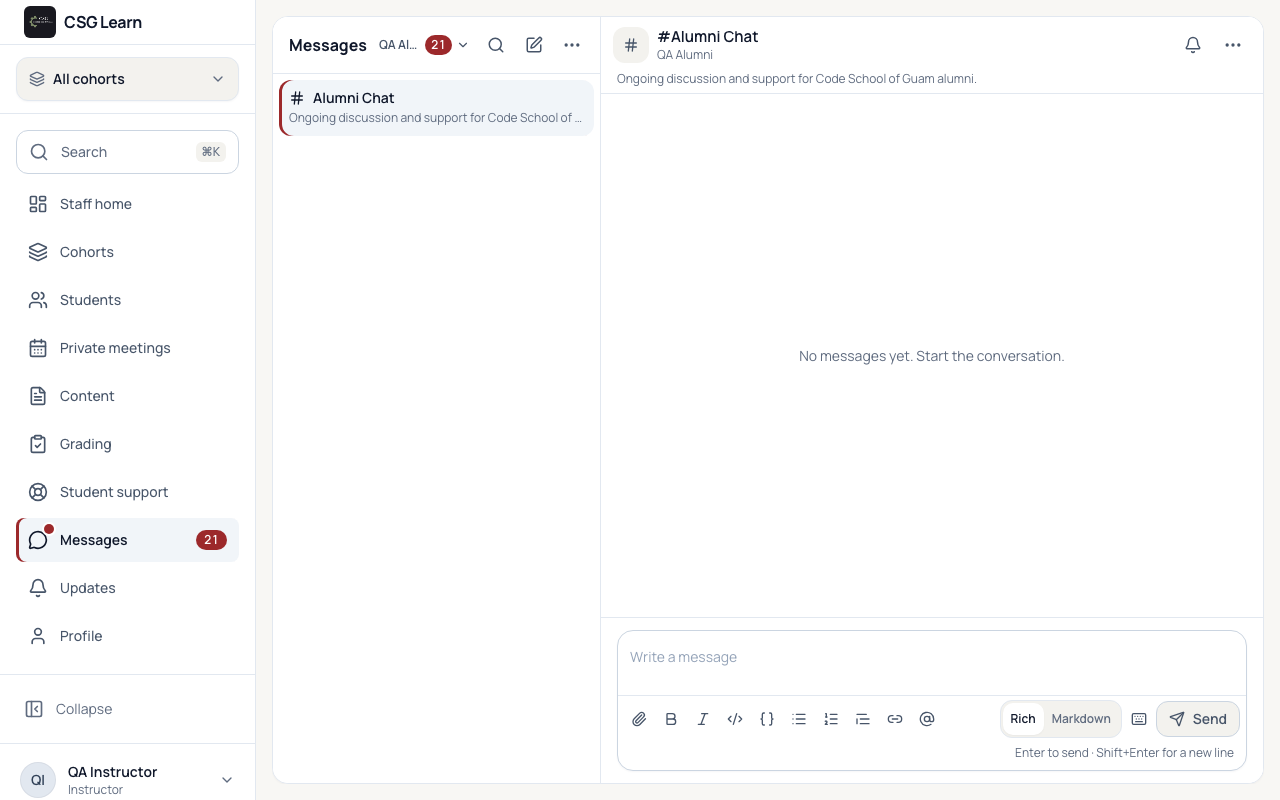 CSG Learn
All cohorts
Search
⌘K
Staff home
Cohorts
Students
Private meetings
Content
Grading
Student support
Messages
21
Updates
Profile
Collapse
QI
QA Instructor
Instructor
Messages
QA Al...
21
# Alumni Chat
Ongoing discussion and support for Code School of ...
#
#Alumni Chat
QA Alumni
Ongoing discussion and support for Code School of Guam alumni.
No messages yet. Start the conversation.
Write a message
Rich
Markdown
Send
Enter to send · Shift+Enter for a new line